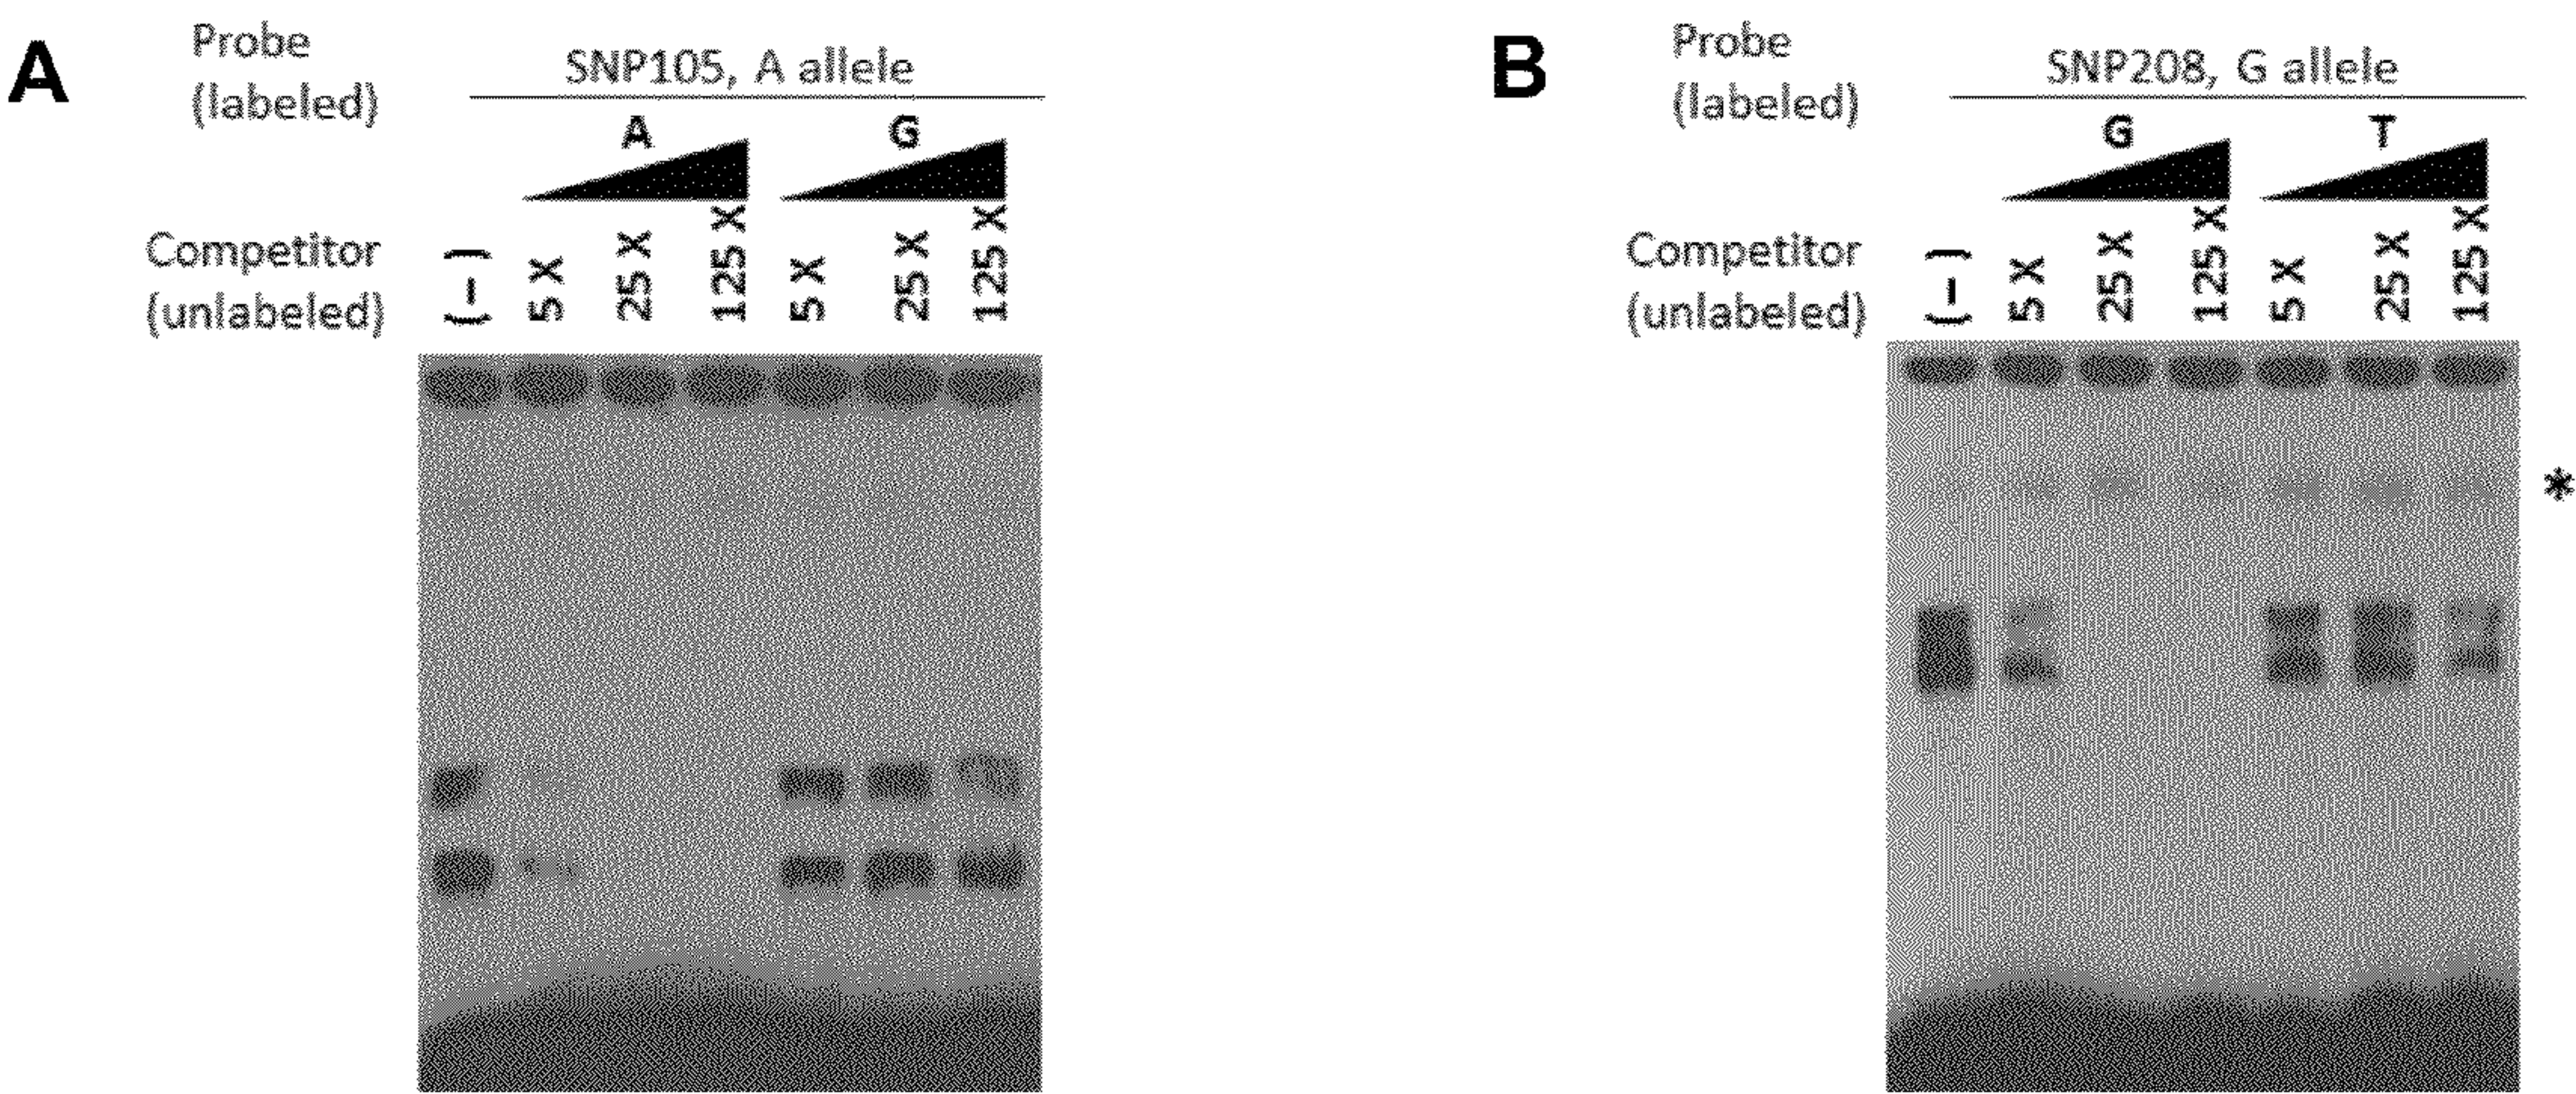 A
Probe
(labeled)
SNP105, A allele
A
G
Competitor
(unlabeled)
(–)
5 X
25 X
125 X
5 X
25 X
125 X
B
Probe
(labeled)
SNP208, G allele
G
T
Competitor
(unlabeled)
(–)
5 X
25 X
125 X
5 X
25 X
125 X
*